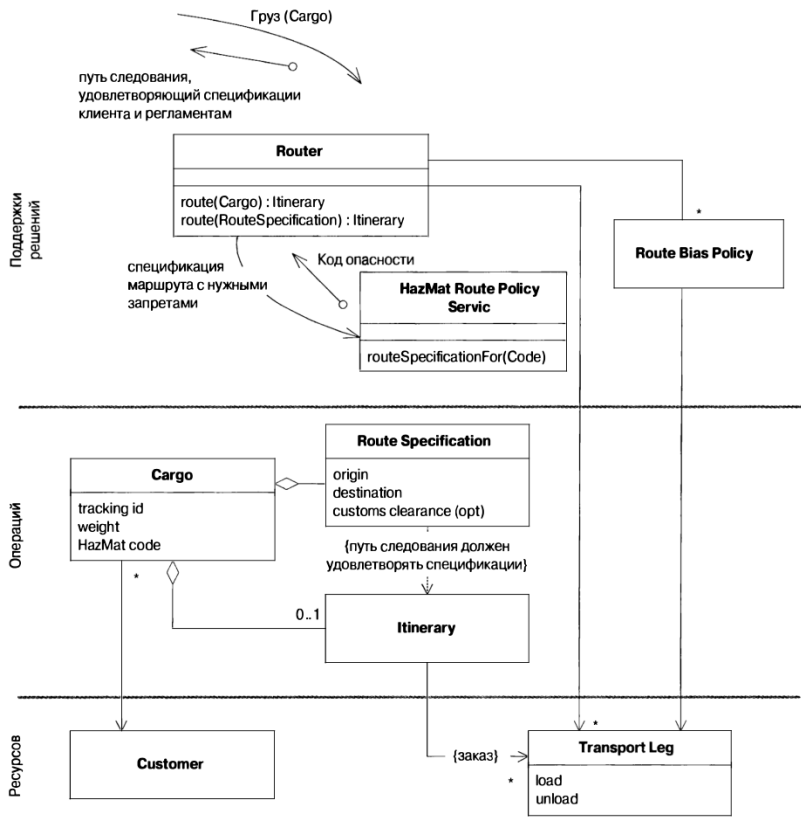 Груз (Cargo)
путь следования,
удовлетворяющий спецификации
клиента и регламентам
Router
route(Cargo) : Itinerary
route(RouteSpecification) : Itinerary
*
Route Bias Policy
Поддержки
решений
спецификация
маршрута с нужными
запретами
Код опасности
HazMat Route Policy
Servic
routeSpecificationFor(Code)
Операций
Route Specification
origin
destination
customs clearance (opt)
Cargo
tracking id
weight
HazMat code
*
{путь следования должен
удовлетворять спецификации}
0..1
Itinerary
Ресурсов
Customer
{заказ}
*
*
Transport Leg
load
unload